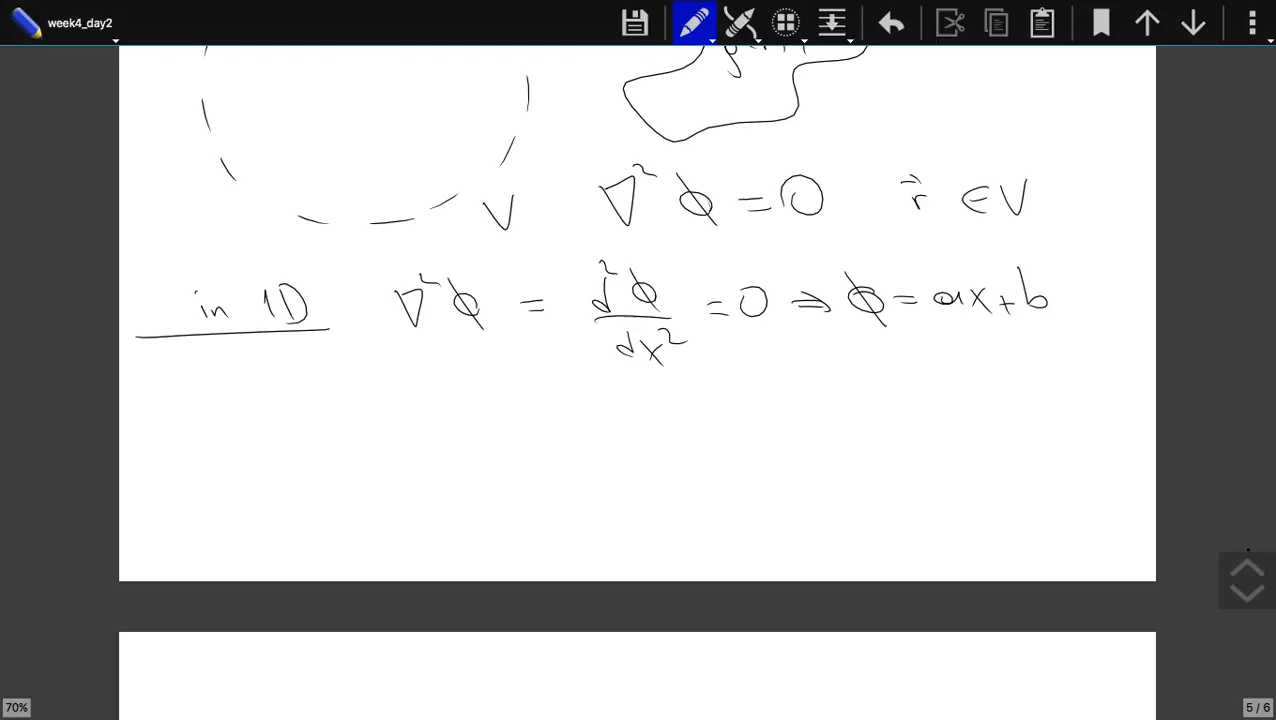 week4_day2
V ∇²ϕ = 0 r⃗ ∈ V
in 1D ∇²ϕ = d²ϕ/dx² = 0 ⇒ ϕ = ax + b
70%
5 / 6